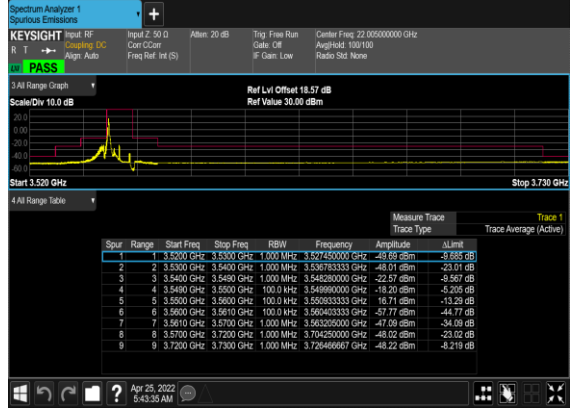 Spectrum Analyzer 1
Spurious Emissions
KEYSIGHT Input: RF Input Z: 50 Ω Atten: 20 dB Trig: Free Run Center Freq: 22.005000000 GHz
R T Coupling: DC Corr CCorr Gate: Off Avg|Hold: 100/100
Align: Auto Freq Ref: Int (S) IF Gain: Low Radio Std: None
PASS
3 All Range Graph
Ref Lvl Offset 18.57 dB
Scale/Div 10.0 dB Ref Value 30.00 dBm
20.0
0.00
-20.0
-40.0
-60.0
Start 3.520 GHz Stop 3.730 GHz
4 All Range Table
Measure Trace Trace 1
Trace Type Trace Average (Active)
Spur Range Start Freq Stop Freq RBW Frequency Amplitude ΔLimit
1 1 3.5200 GHz 3.5300 GHz 1.000 MHz 3.527450000 GHz -49.69 dBm -9.685 dB
2 2 3.5300 GHz 3.5400 GHz 1.000 MHz 3.536783333 GHz -48.01 dBm -23.01 dB
3 3 3.5400 GHz 3.5490 GHz 1.000 MHz 3.548280000 GHz -22.57 dBm -9.567 dB
4 4 3.5490 GHz 3.5500 GHz 100.0 kHz 3.549990000 GHz -18.20 dBm -5.205 dB
5 5 3.5500 GHz 3.5600 GHz 100.0 kHz 3.550933333 GHz 16.71 dBm -13.29 dB
6 6 3.5600 GHz 3.5610 GHz 100.0 kHz 3.560403333 GHz -57.77 dBm -44.77 dB
7 7 3.5610 GHz 3.5700 GHz 1.000 MHz 3.563205000 GHz -47.09 dBm -34.09 dB
8 8 3.5700 GHz 3.7200 GHz 1.000 MHz 3.704250000 GHz -48.02 dBm -23.02 dB
9 9 3.7200 GHz 3.7300 GHz 1.000 MHz 3.726466667 GHz -48.22 dBm -8.219 dB
? Apr 25, 2022
5:43:35 AM